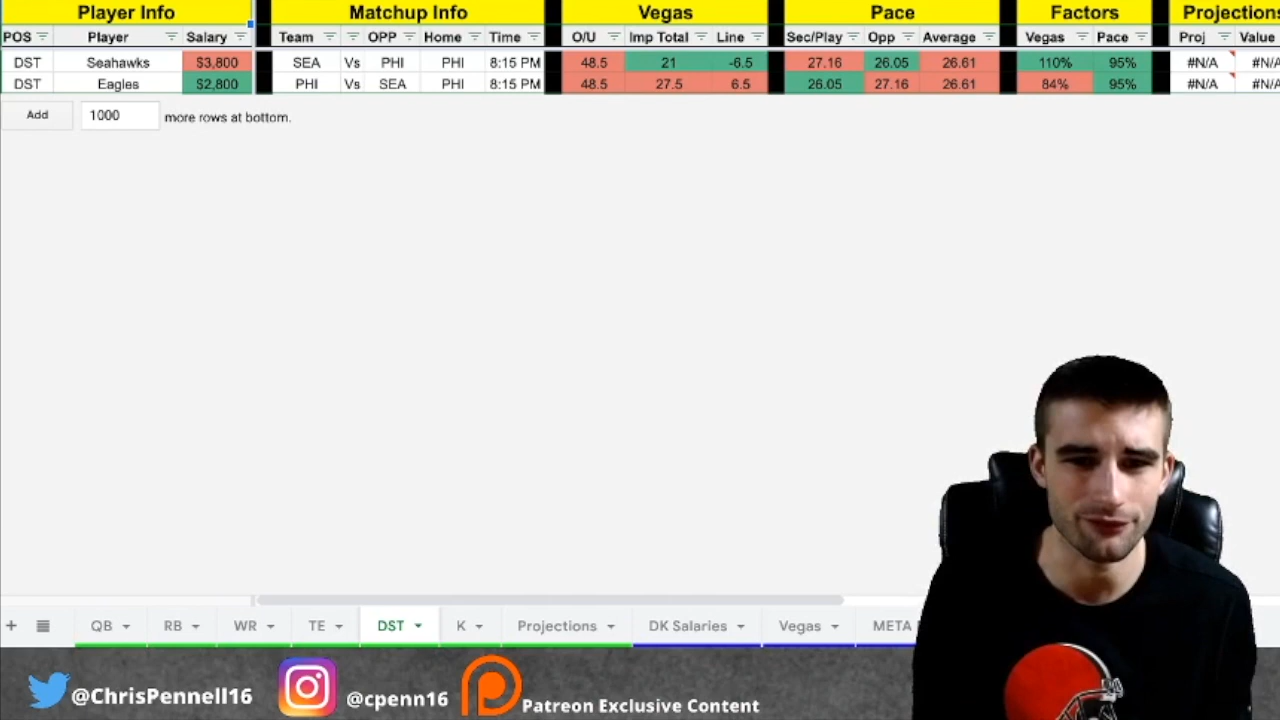 Player Info Matchup Info Vegas Pace Factors Projections
POS Player Salary Team OPP Home Time O/U Imp Total Line Sec/Play Opp Average Vegas Pace Proj Value
DST Seahawks $3,800 SEA Vs PHI PHI 8:15 PM 48.5 21 -6.5 27.16 26.05 26.61 110% 95% #N/A #N/A
DST Eagles $2,800 PHI Vs SEA PHI 8:15 PM 48.5 27.5 6.5 26.05 27.16 26.61 84% 95% #N/A #N/A
Add 1000 more rows at bottom.
+ QB RB WR TE DST K Projections DK Salaries Vegas META
@ChrisPennell16 @cpenn16 Patreon Exclusive Content